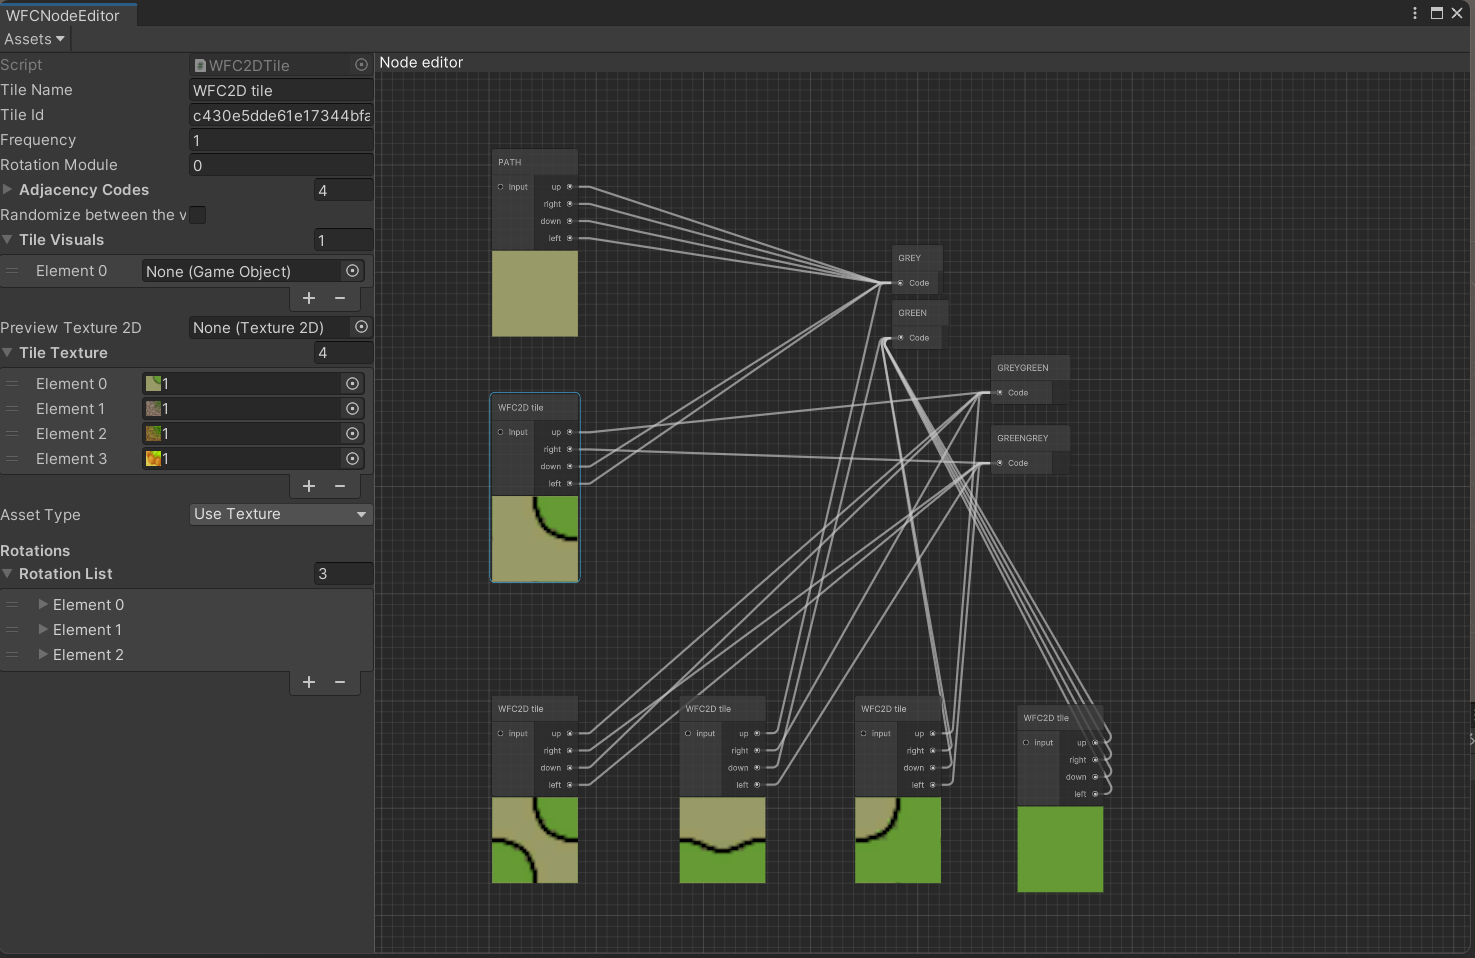 WFCNodeEditor
Assets
Script WFC2DTile
Tile Name WFC2D tile
Tile Id c430e5dde61e17344bfa
Frequency 1
Rotation Module 0
Adjacency Codes 4
Randomize between the v
Tile Visuals 1
Element 0 None (Game Object)
+ −
Preview Texture 2D None (Texture 2D)
Tile Texture 4
Element 0 1
Element 1 1
Element 2 1
Element 3 1
+ −
Asset Type Use Texture
Rotations
Rotation List 3
Element 0
Element 1
Element 2
+ −
Node editor
PATH
Input up
right
down
left
GREY
Code
GREEN
Code
GREYGREEN
Code
GREENGREY
Code
WFC2D tile
Input up
right
down
left
WFC2D tile
Input up
right
down
left
WFC2D tile
Input up
right
down
left
WFC2D tile
Input up
right
down
left
WFC2D tile
Input up
right
down
left